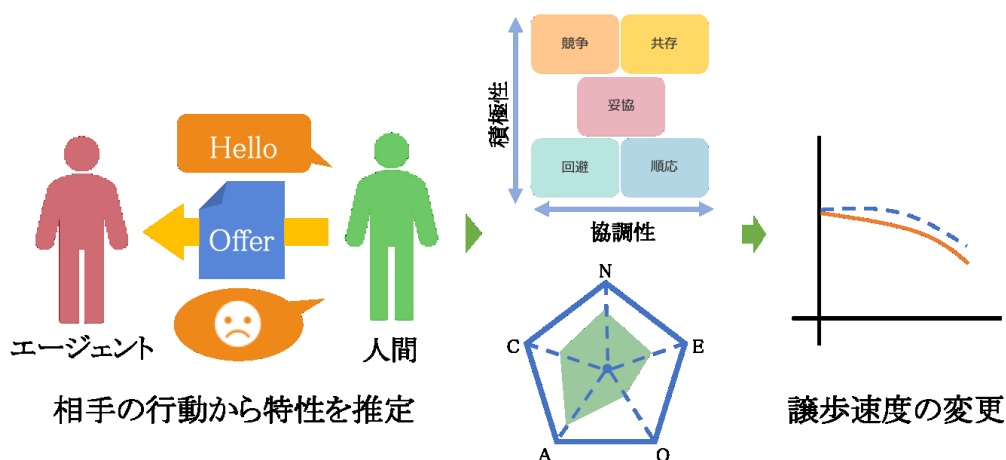 Hello
Offer
エージェント
人間
相手の行動から特性を推定
競争
共存
妥協
回避
順応
積極性
協調性
N
C
E
A
O
譲歩速度の変更